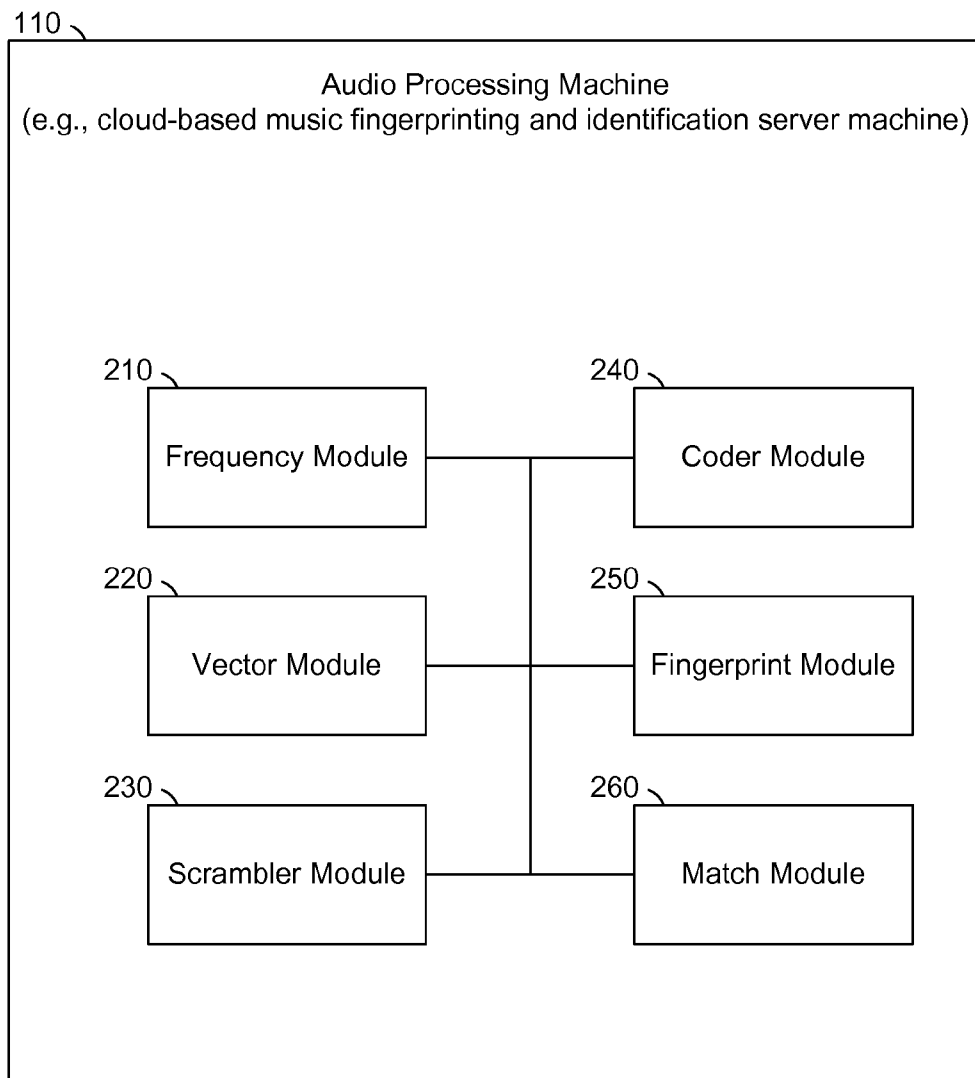 110
Audio Processing Machine
(e.g., cloud-based music fingerprinting and identification server machine)
210
Frequency Module
240
Coder Module
220
Vector Module
250
Fingerprint Module
230
Scrambler Module
260
Match Module